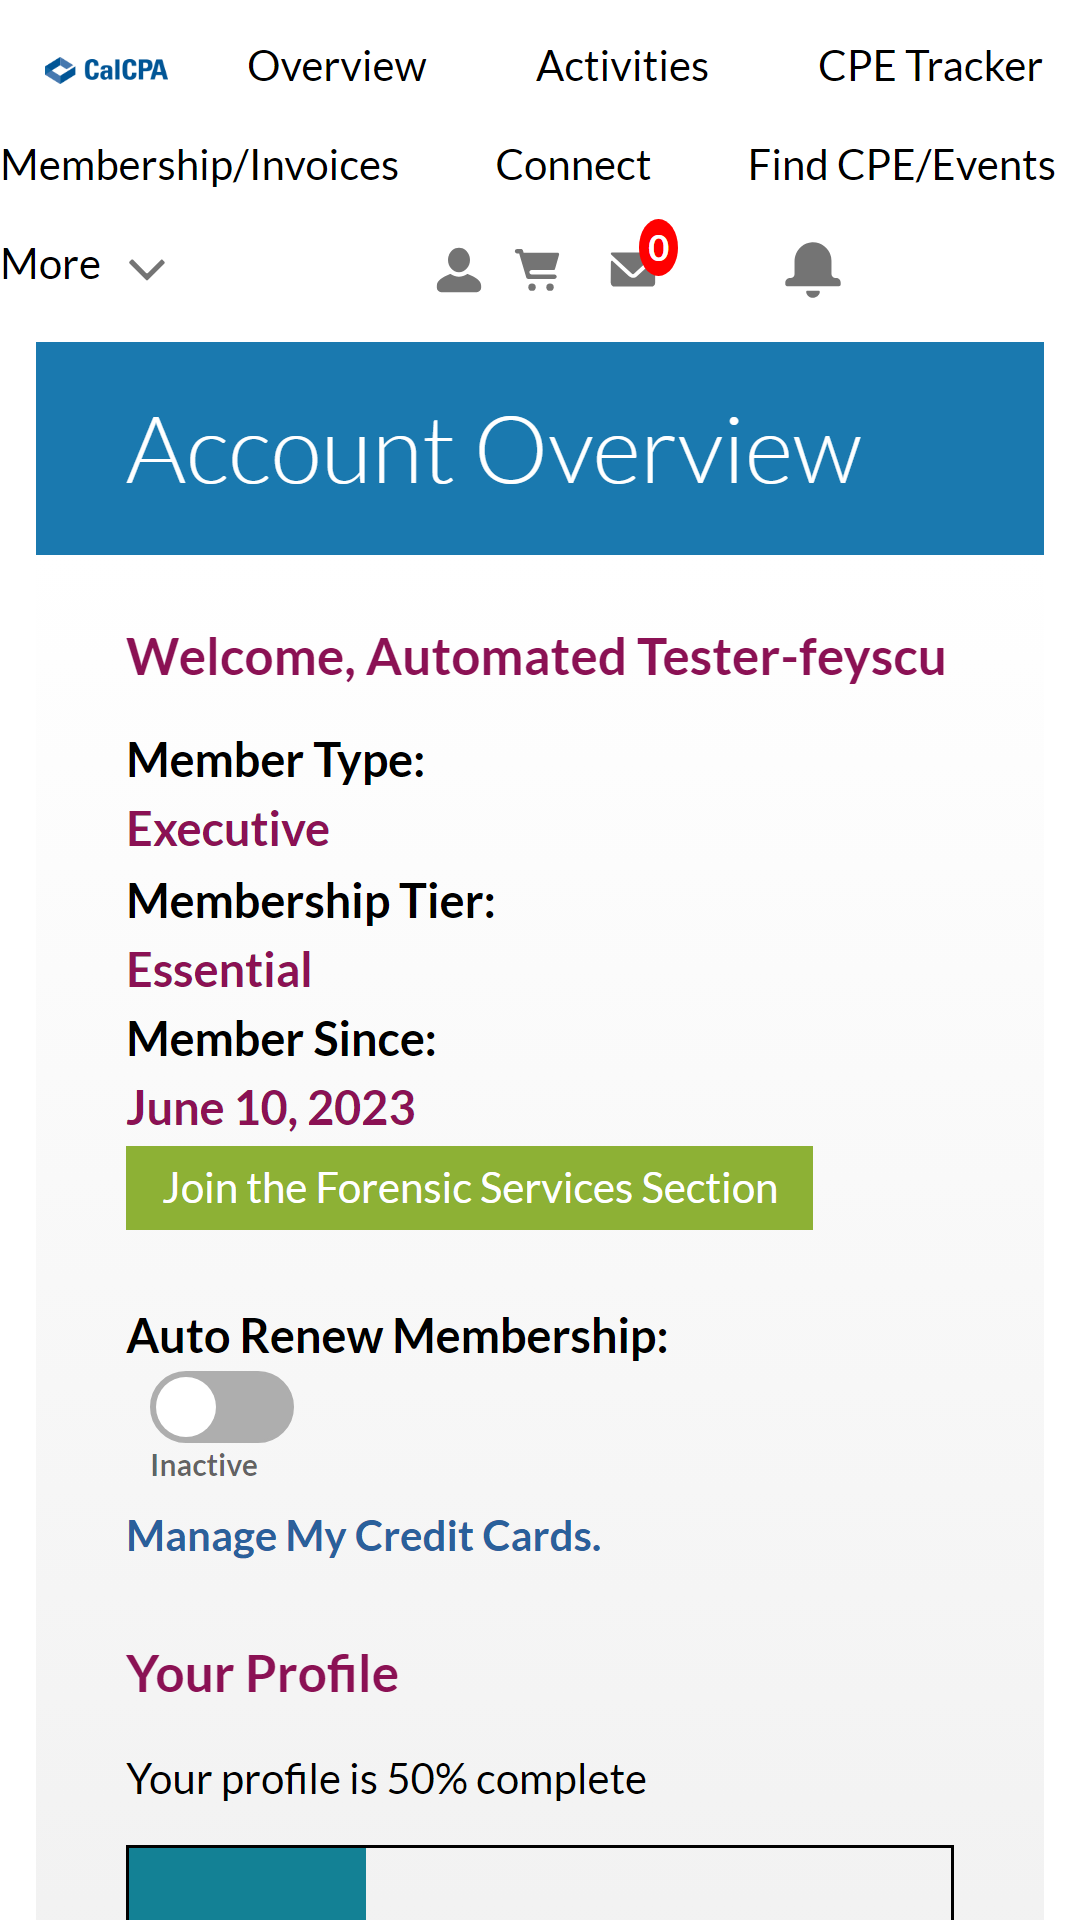 CalCPA Overview Activities CPE Tracker
Membership/Invoices Connect Find CPE/Events
More 0
Account Overview
Welcome, Automated Tester-feyscu
Member Type:
Executive
Membership Tier:
Essential
Member Since:
June 10, 2023
Join the Forensic Services Section
Auto Renew Membership:
Inactive
Manage My Credit Cards.
Your Profile
Your profile is 50% complete